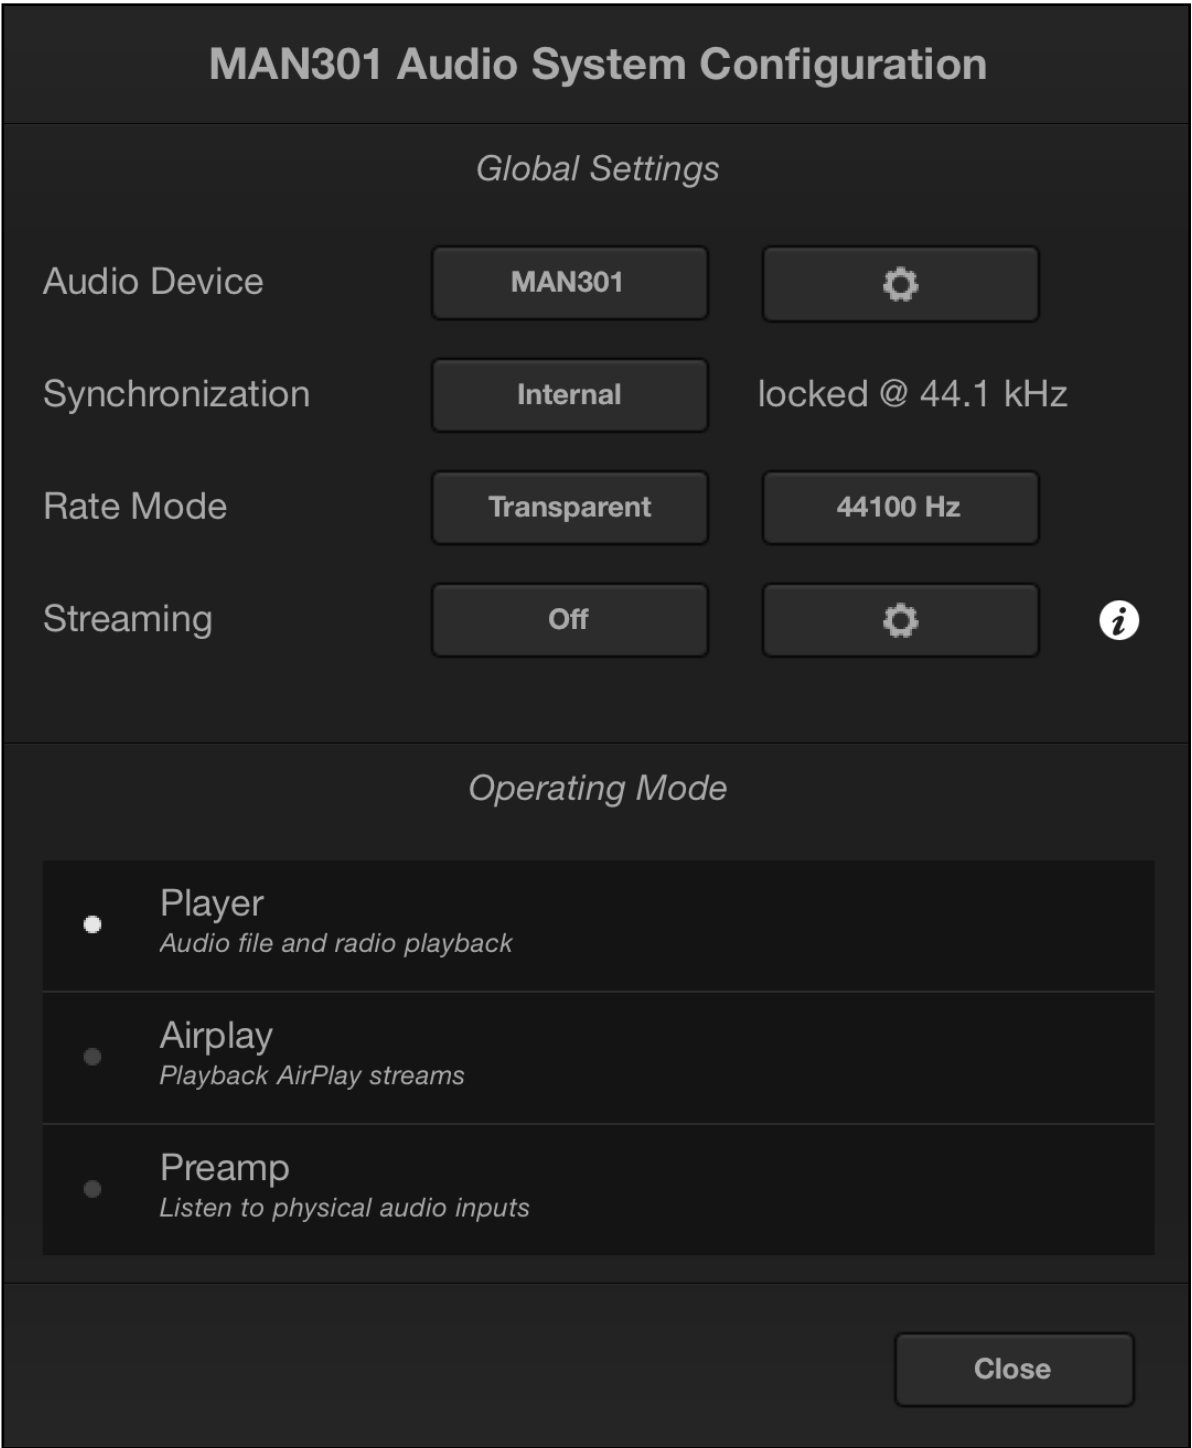 MAN301 Audio System Configuration
Global Settings
Audio Device MAN301
Synchronization Internal locked @ 44.1 kHz
Rate Mode Transparent 44100 Hz
Streaming Off i
Operating Mode
Player
Audio file and radio playback
Airplay
Playback AirPlay streams
Preamp
Listen to physical audio inputs
Close